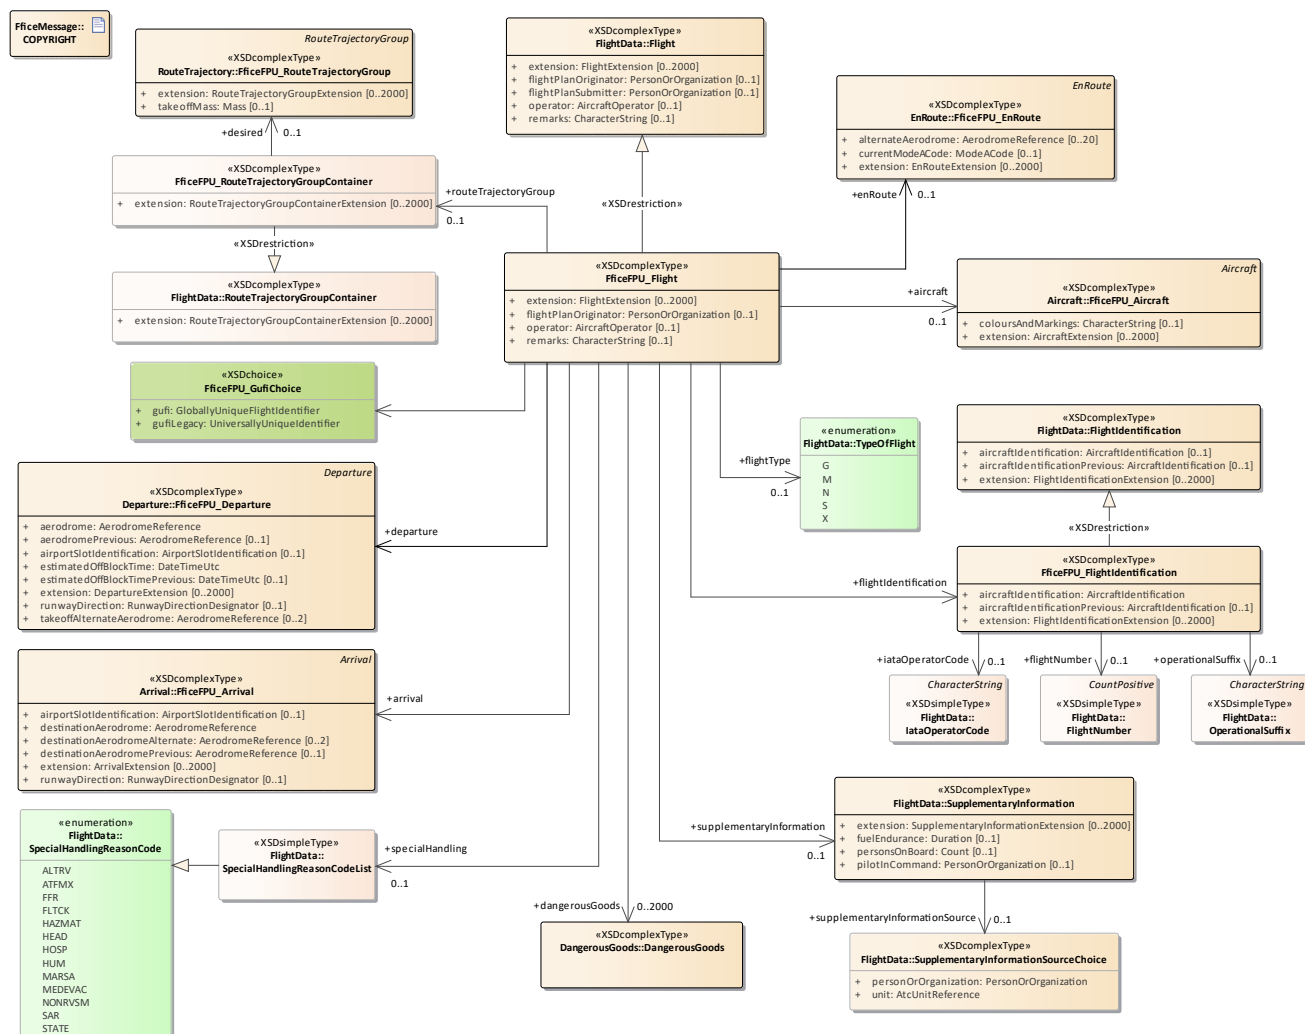 FficeMessage::
COPYRIGHT
RouteTrajectoryGroup
«XSDcomplexType»
RouteTrajectory::FficeFPU_RouteTrajectoryGroup
+ extension: RouteTrajectoryGroupExtension [0..2000]
+ takeoffMass: Mass [0..1]
+desired
0..1
«XSDcomplexType»
FficeFPU_RouteTrajectoryGroupContainer
+ extension: RouteTrajectoryGroupContainerExtension [0..2000]
«XSDrestriction»
«XSDcomplexType»
FlightData::RouteTrajectoryGroupContainer
+ extension: RouteTrajectoryGroupContainerExtension [0..2000]
«XSDcomplexType»
FlightData::Flight
+ extension: FlightExtension [0..2000]
+ flightPlanOriginator: PersonOrOrganization [0..1]
+ flightPlanSubmitter: PersonOrOrganization [0..1]
+ operator: AircraftOperator [0..1]
+ remarks: CharacterString [0..1]
«XSDrestriction»
+routeTrajectoryGroup
0..1
EnRoute
«XSDcomplexType»
EnRoute::FficeFPU_EnRoute
+ alternateAerodrome: AerodromeReference [0..20]
+ currentModeACode: ModeACode [0..1]
+ extension: EnRouteExtension [0..2000]
+enRoute
0..1
«XSDcomplexType»
FficeFPU_Flight
+ extension: FlightExtension [0..2000]
+ flightPlanOriginator: PersonOrOrganization [0..1]
+ operator: AircraftOperator [0..1]
+ remarks: CharacterString [0..1]
+aircraft
0..1
Aircraft
«XSDcomplexType»
Aircraft::FficeFPU_Aircraft
+ coloursAndMarkings: CharacterString [0..1]
+ extension: AircraftExtension [0..2000]
«XSDchoice»
FficeFPU_GufiChoice
+ gufi: GloballyUniqueFlightIdentifier
+ gufiLegacy: UniversallyUniqueIdentifier
«enumeration»
FlightData::TypeOfFlight
G
M
N
S
X
+flightType
0..1
«XSDcomplexType»
FlightData::FlightIdentification
+ aircraftIdentification: AircraftIdentification [0..1]
+ aircraftIdentificationPrevious: AircraftIdentification [0..1]
+ extension: FlightIdentificationExtension [0..2000]
«XSDrestriction»
Departure
«XSDcomplexType»
Departure::FficeFPU_Departure
+ aerodrome: AerodromeReference
+ aerodromePrevious: AerodromeReference [0..1]
+ airportSlotIdentification: AirportSlotIdentification [0..1]
+ estimatedOffBlockTime: DateTimeUtc
+ estimatedOffBlockTimePrevious: DateTimeUtc [0..1]
+ extension: DepartureExtension [0..2000]
+ runwayDirection: RunwayDirectionDesignator [0..1]
+ takeoffAlternateAerodrome: AerodromeReference [0..2]
+departure
+flightIdentification
«XSDcomplexType»
FficeFPU_FlightIdentification
+ aircraftIdentification: AircraftIdentification
+ aircraftIdentificationPrevious: AircraftIdentification [0..1]
+ extension: FlightIdentificationExtension [0..2000]
+iataOperatorCode
0..1
+flightNumber
0..1
+operationalSuffix
0..1
CharacterString
«XSDsimpleType»
FlightData::
IataOperatorCode
CountPositive
«XSDsimpleType»
FlightData::
FlightNumber
CharacterString
«XSDsimpleType»
FlightData::
OperationalSuffix
Arrival
«XSDcomplexType»
Arrival::FficeFPU_Arrival
+ airportSlotIdentification: AirportSlotIdentification [0..1]
+ destinationAerodrome: AerodromeReference
+ destinationAerodromeAlternate: AerodromeReference [0..2]
+ destinationAerodromePrevious: AerodromeReference [0..1]
+ extension: ArrivalExtension [0..2000]
+ runwayDirection: RunwayDirectionDesignator [0..1]
+arrival
«enumeration»
FlightData::
SpecialHandlingReasonCode
ALTRV
ATFMX
FFR
FLTCK
HAZMAT
HEAD
HOSP
HUM
MARSA
MEDEVAC
NONRVSM
SAR
STATE
«XSDsimpleType»
FlightData::
SpecialHandlingReasonCodeList
+specialHandling
0..1
+dangerousGoods
0..2000
«XSDcomplexType»
DangerousGoods::DangerousGoods
+supplementaryInformation
0..1
«XSDcomplexType»
FlightData::SupplementaryInformation
+ extension: SupplementaryInformationExtension [0..2000]
+ fuelEndurance: Duration [0..1]
+ personsOnBoard: Count [0..1]
+ pilotInCommand: PersonOrOrganization [0..1]
+supplementaryInformationSource
0..1
«XSDcomplexType»
FlightData::SupplementaryInformationSourceChoice
+ personOrOrganization: PersonOrOrganization
+ unit: AtcUnitReference